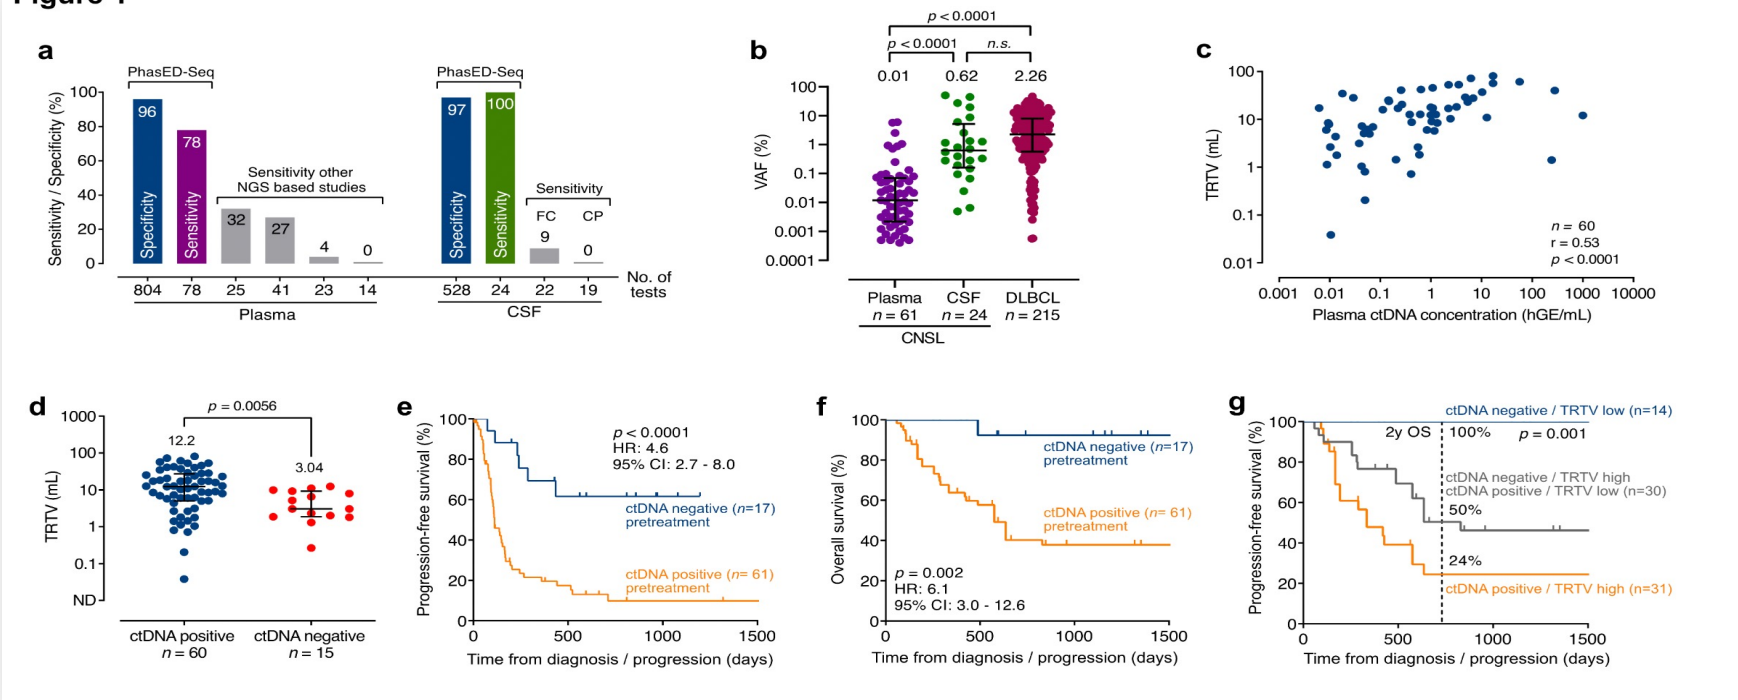 Figure 1
a
PhasED-Seq
PhasED-Seq
Sensitivity / Specificity (%)
100
80
60
40
20
0
96
Specificity
78
Sensitivity
Sensitivity other
NGS based studies
32
27
4
0
97
Specificity
100
Sensitivity
Sensitivity
FC
CP
9
0
804
78
25
41
23
14
528
24
22
19
No. of
tests
Plasma
CSF
b
p < 0.0001
p < 0.0001
n.s.
0.01
0.62
2.26
VAF (%)
100
10
1
0.1
0.01
0.001
0.0001
Plasma
n = 61
CSF
n = 24
DLBCL
n = 215
CNSL
c
TRTV (mL)
100
10
1
0.1
0.01
n = 60
r = 0.53
p < 0.0001
0.001
0.01
0.1
1
10
100
1000
10000
Plasma ctDNA concentration (hGE/mL)
d
p = 0.0056
12.2
3.04
TRTV (mL)
1000
100
10
1
0.1
ND
ctDNA positive
n = 60
ctDNA negative
n = 15
e
Progression-free survival (%)
100
80
60
40
20
0
p < 0.0001
HR: 4.6
95% CI: 2.7 - 8.0
ctDNA negative (n=17)
pretreatment
ctDNA positive (n= 61)
pretreatment
0
500
1000
1500
Time from diagnosis / progression (days)
f
Overall survival (%)
100
80
60
40
20
0
ctDNA negative (n=17)
pretreatment
ctDNA positive (n= 61)
pretreatment
p = 0.002
HR: 6.1
95% CI: 3.0 - 12.6
0
500
1000
1500
Time from diagnosis / progression (days)
g
ctDNA negative / TRTV low (n=14)
Progression-free survival (%)
100
80
60
40
20
0
2y OS
100%
p = 0.001
ctDNA negative / TRTV high
ctDNA positive / TRTV low (n=30)
50%
24%
ctDNA positive / TRTV high (n=31)
0
500
1000
1500
Time from diagnosis / progression (days)